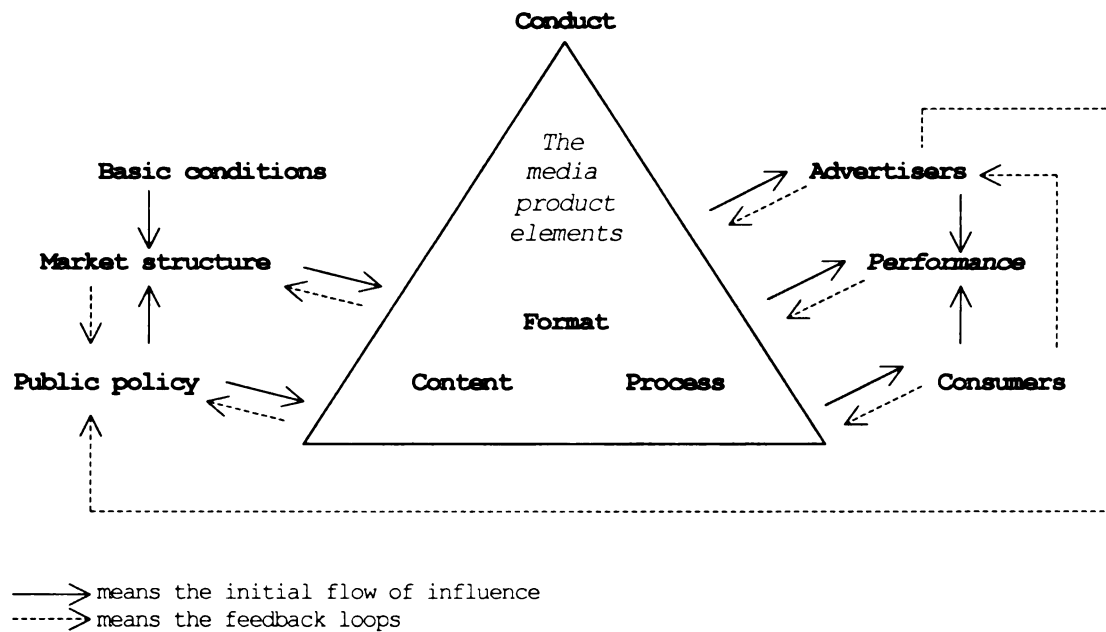 Conduct
The
media
product
elements
Basic conditions
Advertisers
Market structure
Performance
Format
Public policy
Content
Process
Consumers
means the initial flow of influence
means the feedback loops